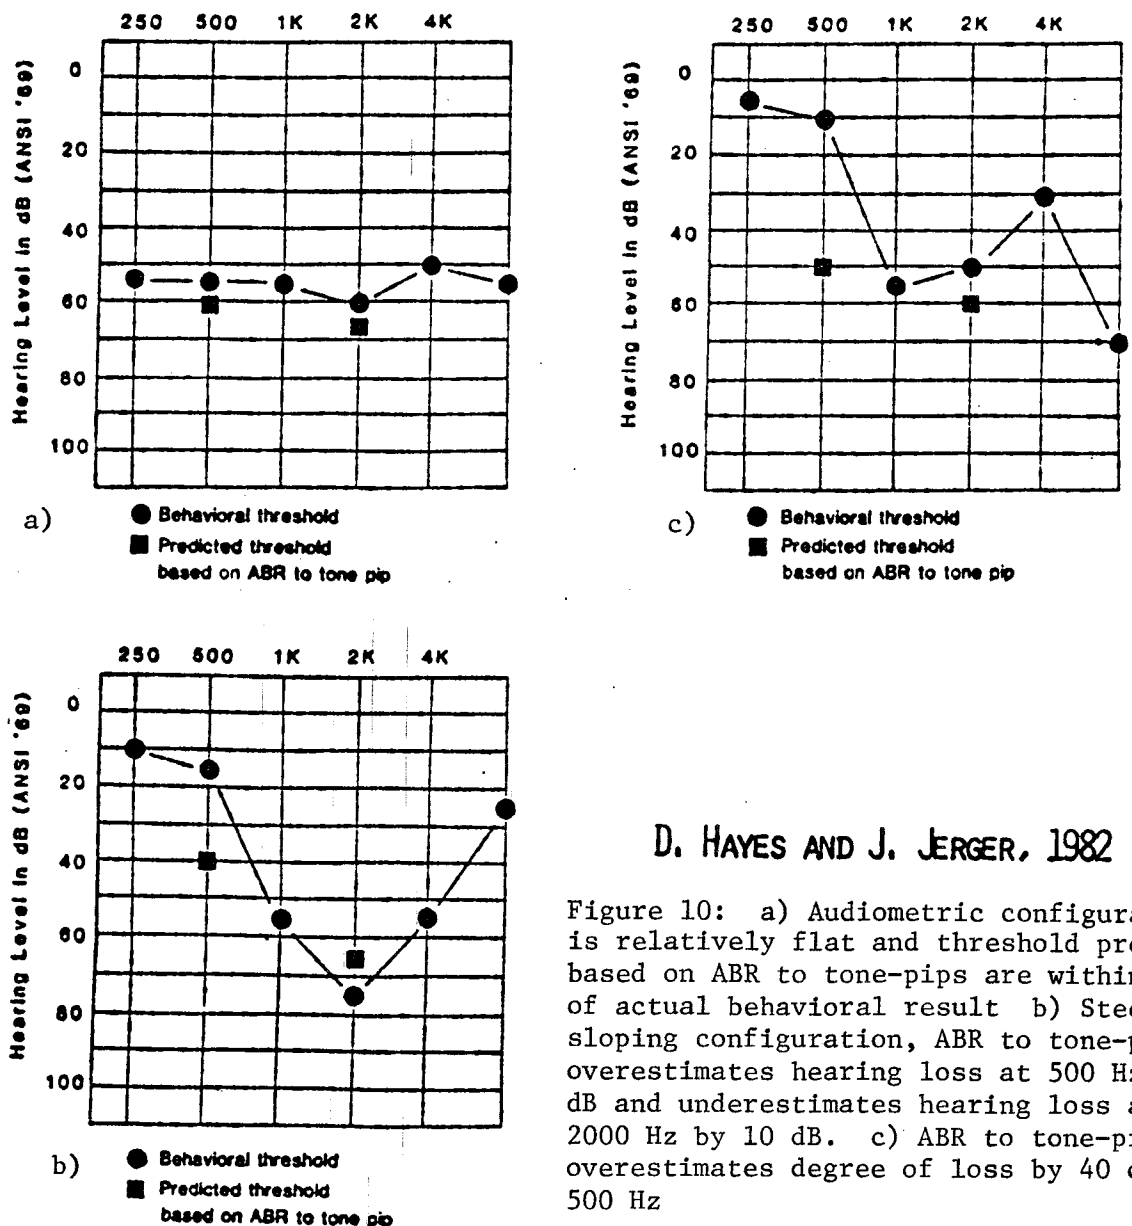 250 500 1K 2K 4K
Hearing Level in dB (ANSI '69)
0
20
40
60
80
100
a)
Behavioral threshold
Predicted threshold
based on ABR to tone pip
250 500 1K 2K 4K
Hearing Level in dB (ANSI '69)
0
20
40
60
80
100
c)
Behavioral threshold
Predicted threshold
based on ABR to tone pip
250 500 1K 2K 4K
Hearing Level in dB (ANSI '69)
0
20
40
60
80
100
b)
Behavioral threshold
Predicted threshold
based on ABR to tone pip
D. HAYES AND J. JERGER, 1982
Figure 10: a) Audiometric configura
is relatively flat and threshold pre
based on ABR to tone-pips are within
of actual behavioral result b) Stee
sloping configuration, ABR to tone-p
overestimates hearing loss at 500 Hz
dB and underestimates hearing loss a
2000 Hz by 10 dB. c) ABR to tone-pi
overestimates degree of loss by 40 d
500 Hz